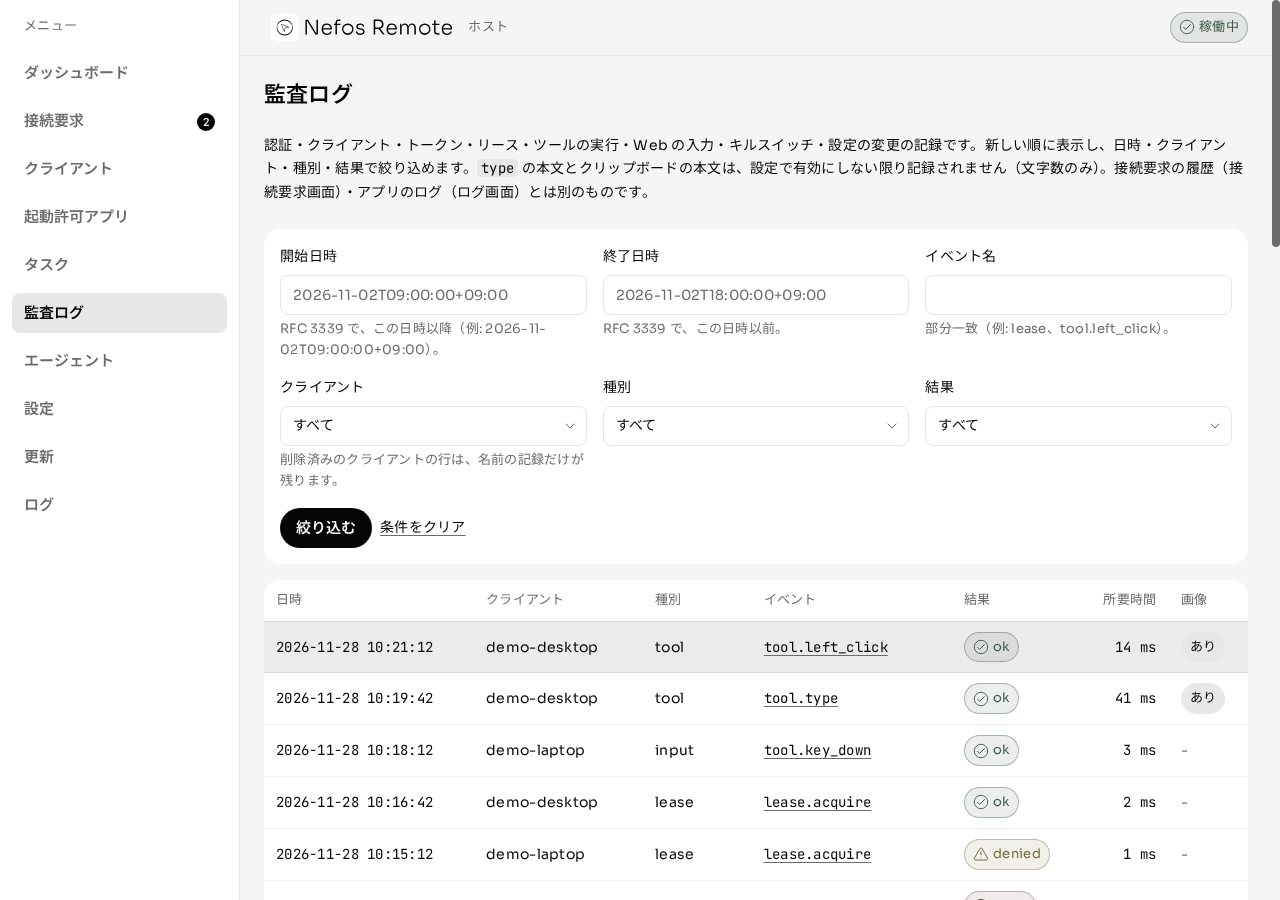 メニュー
ダッシュボード
接続要求 2
クライアント
起動許可アプリ
タスク
監査ログ
エージェント
設定
更新
ログ
Nefos Remote ホスト
稼働中
監査ログ
認証・クライアント・トークン・リース・ツールの実行・Web の入力・キルスイッチ・設定の変更の記録です。新しい順に表示し、日時・クライアン
ト・種別・結果で絞り込めます。type の本文とクリップボードの本文は、設定で有効にしない限り記録されません（文字数のみ）。接続要求の履歴（接
続要求画面）・アプリのログ（ログ画面）とは別のものです。
開始日時 終了日時 イベント名
2026-11-02T09:00:00+09:00 2026-11-02T18:00:00+09:00
RFC 3339 で、この日時以降（例: 2026-11-
02T09:00:00+09:00）。
RFC 3339 で、この日時以前。
部分一致（例: lease、tool.left_click）。
クライアント 種別 結果
すべて すべて すべて
削除済みのクライアントの行は、名前の記録だけが
残ります。
絞り込む 条件をクリア
日時 クライアント 種別 イベント 結果 所要時間 画像
2026-11-28 10:21:12 demo-desktop tool tool.left_click ok 14 ms あり
2026-11-28 10:19:42 demo-desktop tool tool.type ok 41 ms あり
2026-11-28 10:18:12 demo-laptop input tool.key_down ok 3 ms -
2026-11-28 10:16:42 demo-desktop lease lease.acquire ok 2 ms -
2026-11-28 10:15:12 demo-laptop lease lease.acquire denied 1 ms -